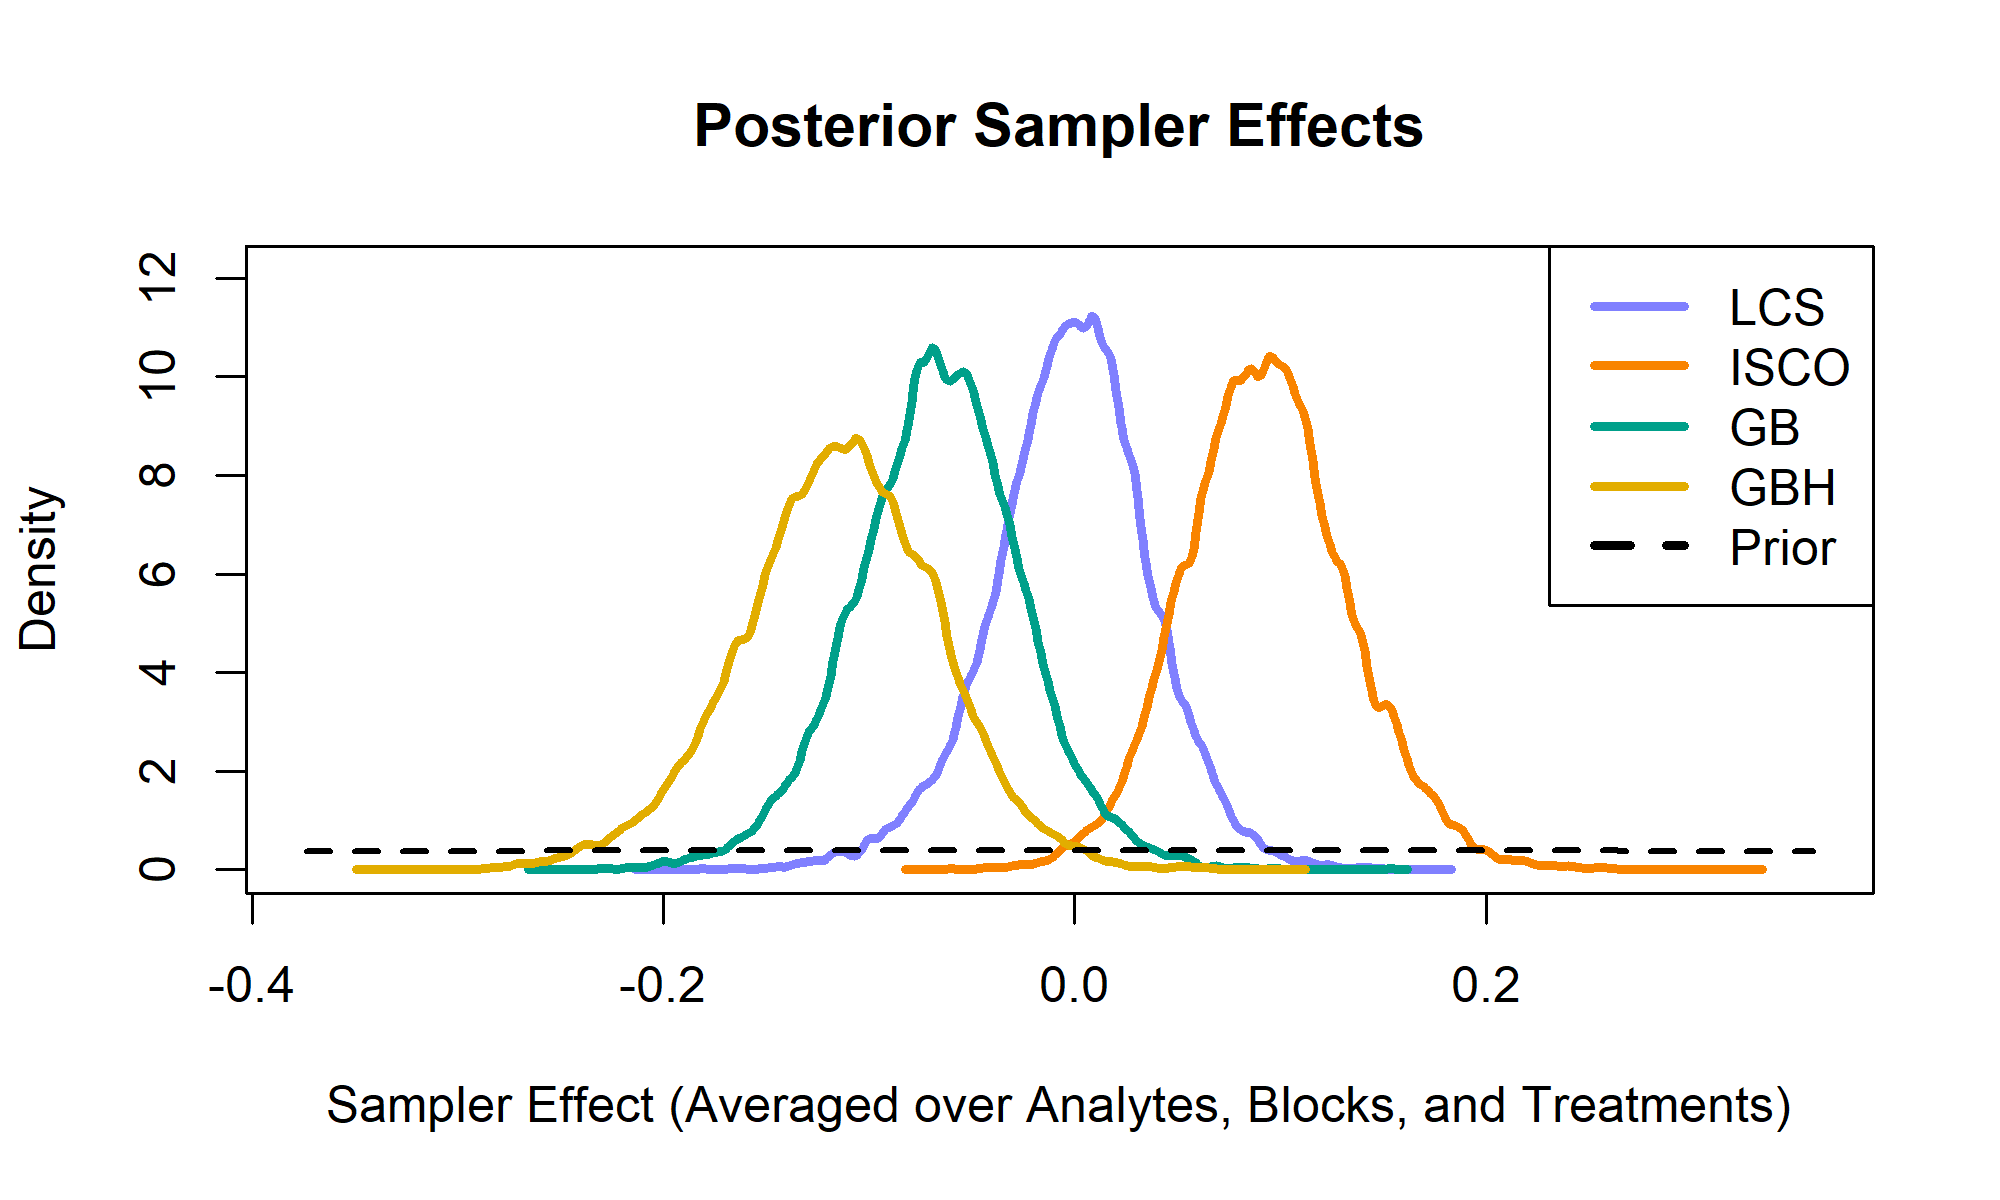 Posterior Sampler Effects
12
10
8
6
4
2
0
Density
LCS
ISCO
GB
GBH
Prior
-0.4 -0.2 0.0 0.2
Sampler Effect (Averaged over Analytes, Blocks, and Treatments)